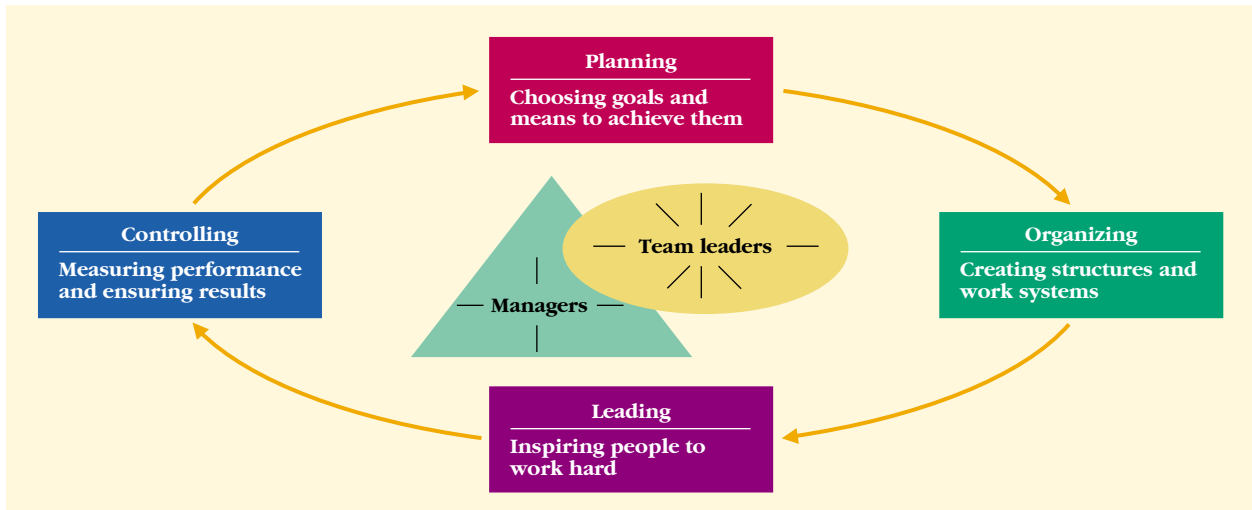 Planning
Choosing goals and
means to achieve them
Controlling
Measuring performance
and ensuring results
Team leaders
Managers
Organizing
Creating structures and
work systems
Leading
Inspiring people to
work hard